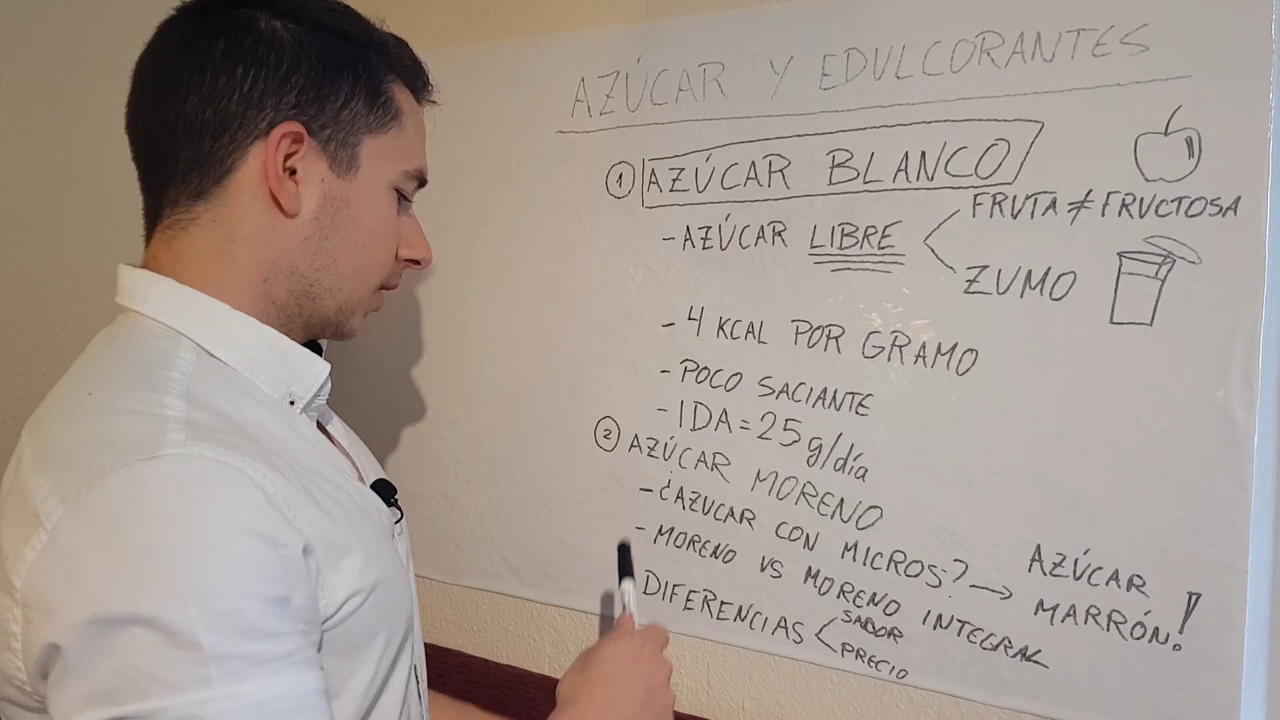 AZÚCAR Y EDULCORANTES
① AZÚCAR BLANCO
- AZÚCAR LIBRE
FRUTA ≠ FRUCTOSA
ZUMO
- 4 KCAL POR GRAMO
- POCO SACIANTE
- IDA = 25 g/día
② AZÚCAR MORENO
- ¿AZUCAR CON MICROS? → AZÚCAR
MARRÓN!
- MORENO VS MORENO INTEGRAL
DIFERENCIAS
SABOR
PRECIO